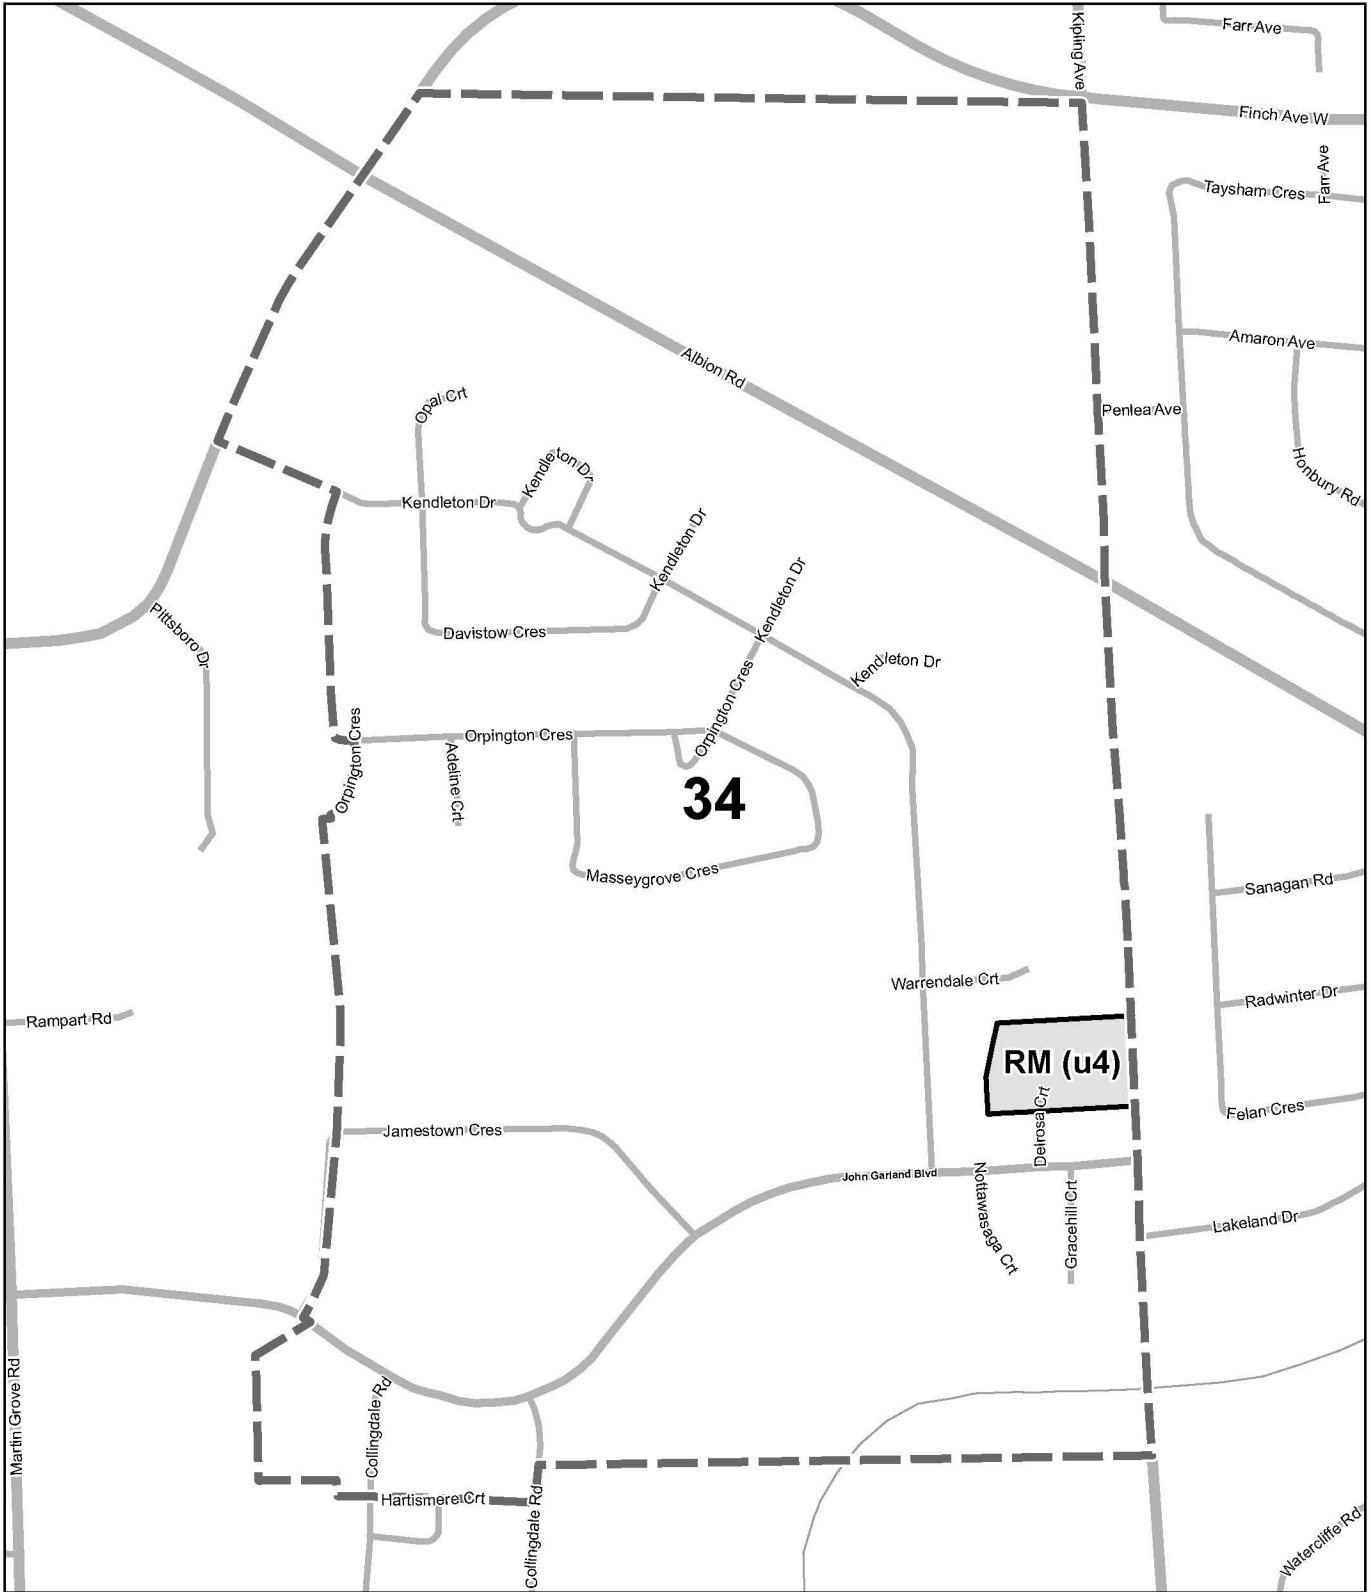 Kipling Ave
Farr Ave
Finch Ave W
Farr Ave
Taysham Cres
Amaron Ave
Albion Rd
Opal Crt
Penlea Ave
Kendleton Dr
Honbury Rd
Kendleton Dr
Kendleton Dr
Kendleton Dr
Pittsboro Dr
Davistow Cres
Kendleton Dr
Orpington Cres
Orpington Cres
Orpington Cres
Adeline Crt
34
Masseygrove Cres
Sanagan Rd
Warrendale Crt
Radwinter Dr
Rampart Rd
RM (u4)
Felan Cres
Delrosa Crt
Jamestown Cres
John Garland Blvd
Nottawasaga Crt
Gracehill Crt
Lakeland Dr
Martin Grove Rd
Collingdale Rd
Hartismere Crt
Collingdale Rd
Watercliffe Rd